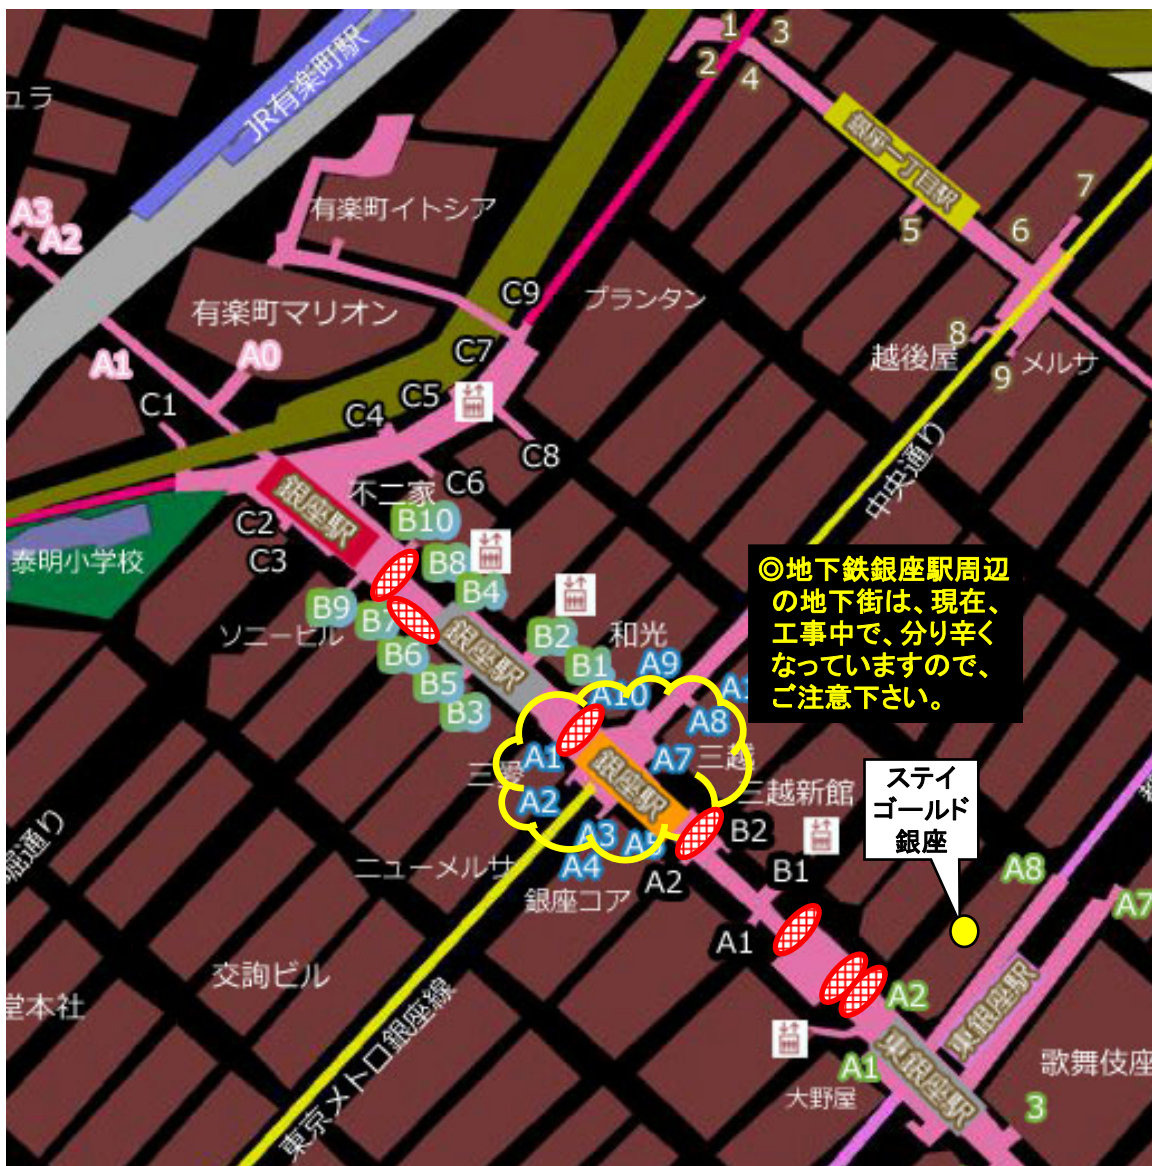 1
3
2
4
JR有楽町駅
ュラ
銀座一丁目駅
7
A3
A2
有楽町イトシア
5
6
C9
プランタン
有楽町マリオン
A1
A0
C7
8
越後屋
メルサ
9
C1
C5
C4
C8
中央通り
銀座駅
不二家
C6
C2
C3
B10
泰明小学校
B8
B4
◎地下鉄銀座駅周辺
の地下街は、現在、
工事中で、分り辛く
なっていますので、
ご注意下さい。
B9
B7
ソニービル
銀座駅
B2
和光
B6
B1
A9
B5
A10
B3
A8
A1
銀座駅
A7
三越
三愛
A2
三越新館
ステイ
ゴールド
銀座
堀通り
A3
A5
B2
ニューメルサ
A4
A2
B1
A8
銀座コア
A7
A1
交詢ビル
堂本社
A2
東銀座駅
東京メトロ銀座線
東銀座駅
歌舞伎座
A1
大野屋
3